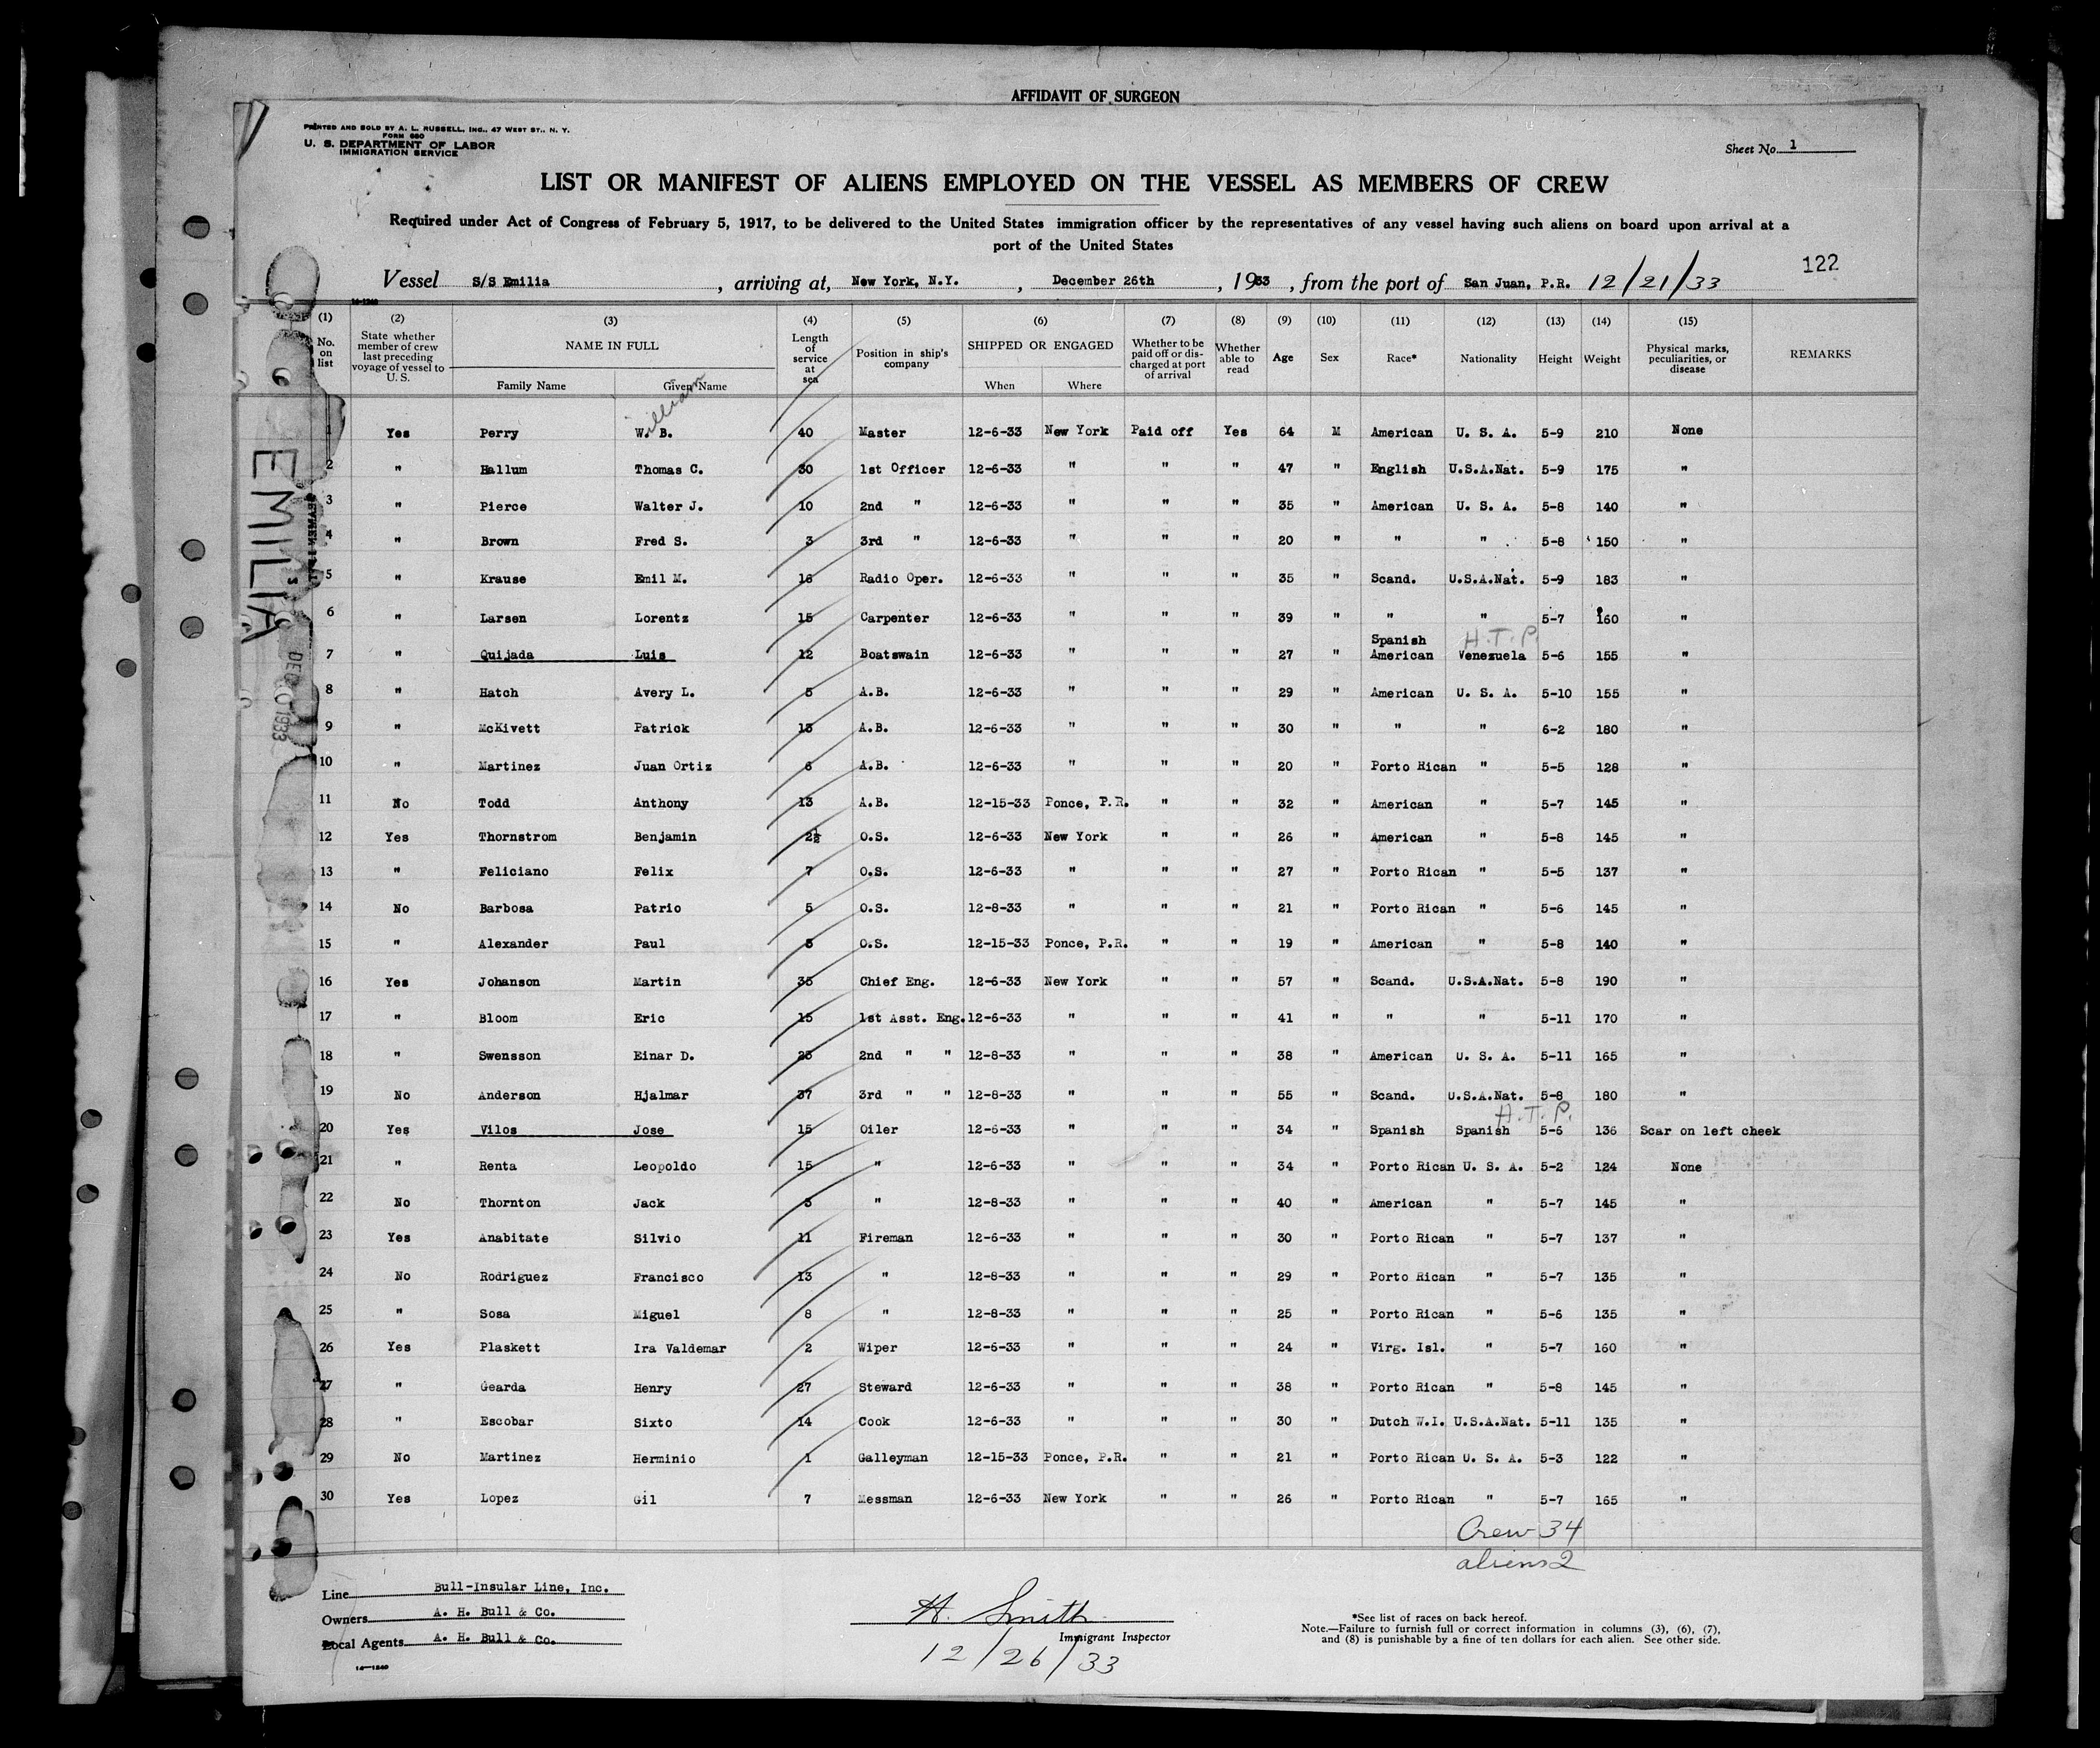 AFFIDAVIT OF SURGEON
PRINTED AND SOLD BY A. L. RUSSELL, INC., 47 WEST ST., N. Y.
FORM 680
U. S. DEPARTMENT OF LABOR
IMMIGRATION SERVICE
Sheet No. 1
LIST OR MANIFEST OF ALIENS EMPLOYED ON THE VESSEL AS MEMBERS OF CREW
Required under Act of Congress of February 5, 1917, to be delivered to the United States immigration officer by the representatives of any vessel having such aliens on board upon arrival at a
port of the United States
122
Vessel S/S Emilia, arriving at, New York, N.Y., December 26th, 1933, from the port of San Juan, P.R. 12/21/33
14-1240
(1) (2) (3) (4) (5) (6) (7) (8) (9) (10) (11) (12) (13) (14) (15)
No. on list State whether member of crew last preceding voyage of vessel to U. S. NAME IN FULL Family Name Given Name Length of service at sea Position in ship's company SHIPPED OR ENGAGED When Where Whether to be paid off or discharged at port of arrival Whether able to read Age Sex Race* Nationality Height Weight Physical marks, peculiarities, or disease REMARKS
William
1 Yes Perry W. B. 40 Master 12-6-33 New York Paid off Yes 64 M American U. S. A. 5-9 210 None
2 " Hallum Thomas C. 30 1st Officer 12-6-33 " " " 47 " English U.S.A.Nat. 5-9 175 "
3 " Pierce Walter J. 10 2nd " 12-6-33 " " " 35 " American U. S. A. 5-8 140 "
4 " Brown Fred S. 3 3rd " 12-6-33 " " " 20 " " " 5-8 150 "
5 " Krause Emil M. 16 Radio Oper. 12-6-33 " " " 35 " Scand. U.S.A.Nat. 5-9 183 "
6 " Larsen Lorentz 15 Carpenter 12-6-33 " " " 39 " " " 5-7 160 "
Spanish H.T.P.
7 " Quijada Luis 12 Boatswain 12-6-33 " " " 27 " American Venezuela 5-6 155 "
8 " Hatch Avery L. 5 A.B. 12-6-33 " " " 29 " American U. S. A. 5-10 155 "
9 " McKivett Patrick 13 A.B. 12-6-33 " " " 30 " " " 6-2 180 "
10 " Martinez Juan Ortiz 6 A.B. 12-6-33 " " " 20 " Porto Rican " 5-5 128 "
11 No Todd Anthony 13 A.B. 12-15-33 Ponce, P.R. " " 32 " American " 5-7 145 "
12 Yes Thornstrom Benjamin 2½ O.S. 12-6-33 New York " " 26 " American " 5-8 145 "
13 " Feliciano Felix 7 O.S. 12-6-33 " " " 27 " Porto Rican " 5-5 137 "
14 No Barbosa Patrio 5 O.S. 12-8-33 " " " 21 " Porto Rican " 5-6 145 "
15 " Alexander Paul 3 O.S. 12-15-33 Ponce, P.R. " " 19 " American " 5-8 140 "
16 Yes Johanson Martin 35 Chief Eng. 12-6-33 New York " " 57 " Scand. U.S.A.Nat. 5-8 190 "
17 " Bloom Eric 15 1st Asst. Eng. 12-6-33 " " " 41 " " " 5-11 170 "
18 " Swensson Einar D. 23 2nd " " 12-8-33 " " " 38 " American U. S. A. 5-11 165 "
19 No Anderson Hjalmar 37 3rd " " 12-8-33 " " " 55 " Scand. U.S.A.Nat. 5-8 180 "
H.T.P.
20 Yes Vilos Jose 15 Oiler 12-6-33 " " " 34 " Spanish Spanish 5-6 136 Scar on left cheek
21 " Renta Leopoldo 15 " 12-6-33 " " " 34 " Porto Rican U. S. A. 5-2 124 None
22 No Thornton Jack 3 " 12-8-33 " " " 40 " American " 5-7 145 "
23 Yes Anabitate Silvio 11 Fireman 12-6-33 " " " 30 " Porto Rican " 5-7 137 "
24 No Rodriguez Francisco 13 " 12-8-33 " " " 29 " Porto Rican " 5-7 135 "
25 " Sosa Miguel 8 " 12-8-33 " " " 25 " Porto Rican " 5-6 135 "
26 Yes Plaskett Ira Valdemar 2 Wiper 12-6-33 " " " 24 " Virg. Isl. " 5-7 160 "
27 " Gearda Henry 27 Steward 12-6-33 " " " 38 " Porto Rican " 5-8 145 "
28 " Escobar Sixto 14 Cook 12-6-33 " " " 30 " Dutch W.I. U.S.A.Nat. 5-11 135 "
29 No Martinez Herminio 1 Galleyman 12-15-33 Ponce, P.R. " " 21 " Porto Rican U. S. A. 5-3 122 "
30 Yes Lopez Gil 7 Messman 12-6-33 New York " " 26 " Porto Rican " 5-7 165 "
Crew 34
aliens 2
EMILIA
1933
Line Bull-Insular Line, Inc.
Owners A. H. Bull & Co.
Local Agents A. H. Bull & Co.
14-1240
H. Smith
Immigrant Inspector
12/26/33
*See list of races on back hereof.
Note.—Failure to furnish full or correct information in columns (3), (6), (7),
and (8) is punishable by a fine of ten dollars for each alien. See other side.